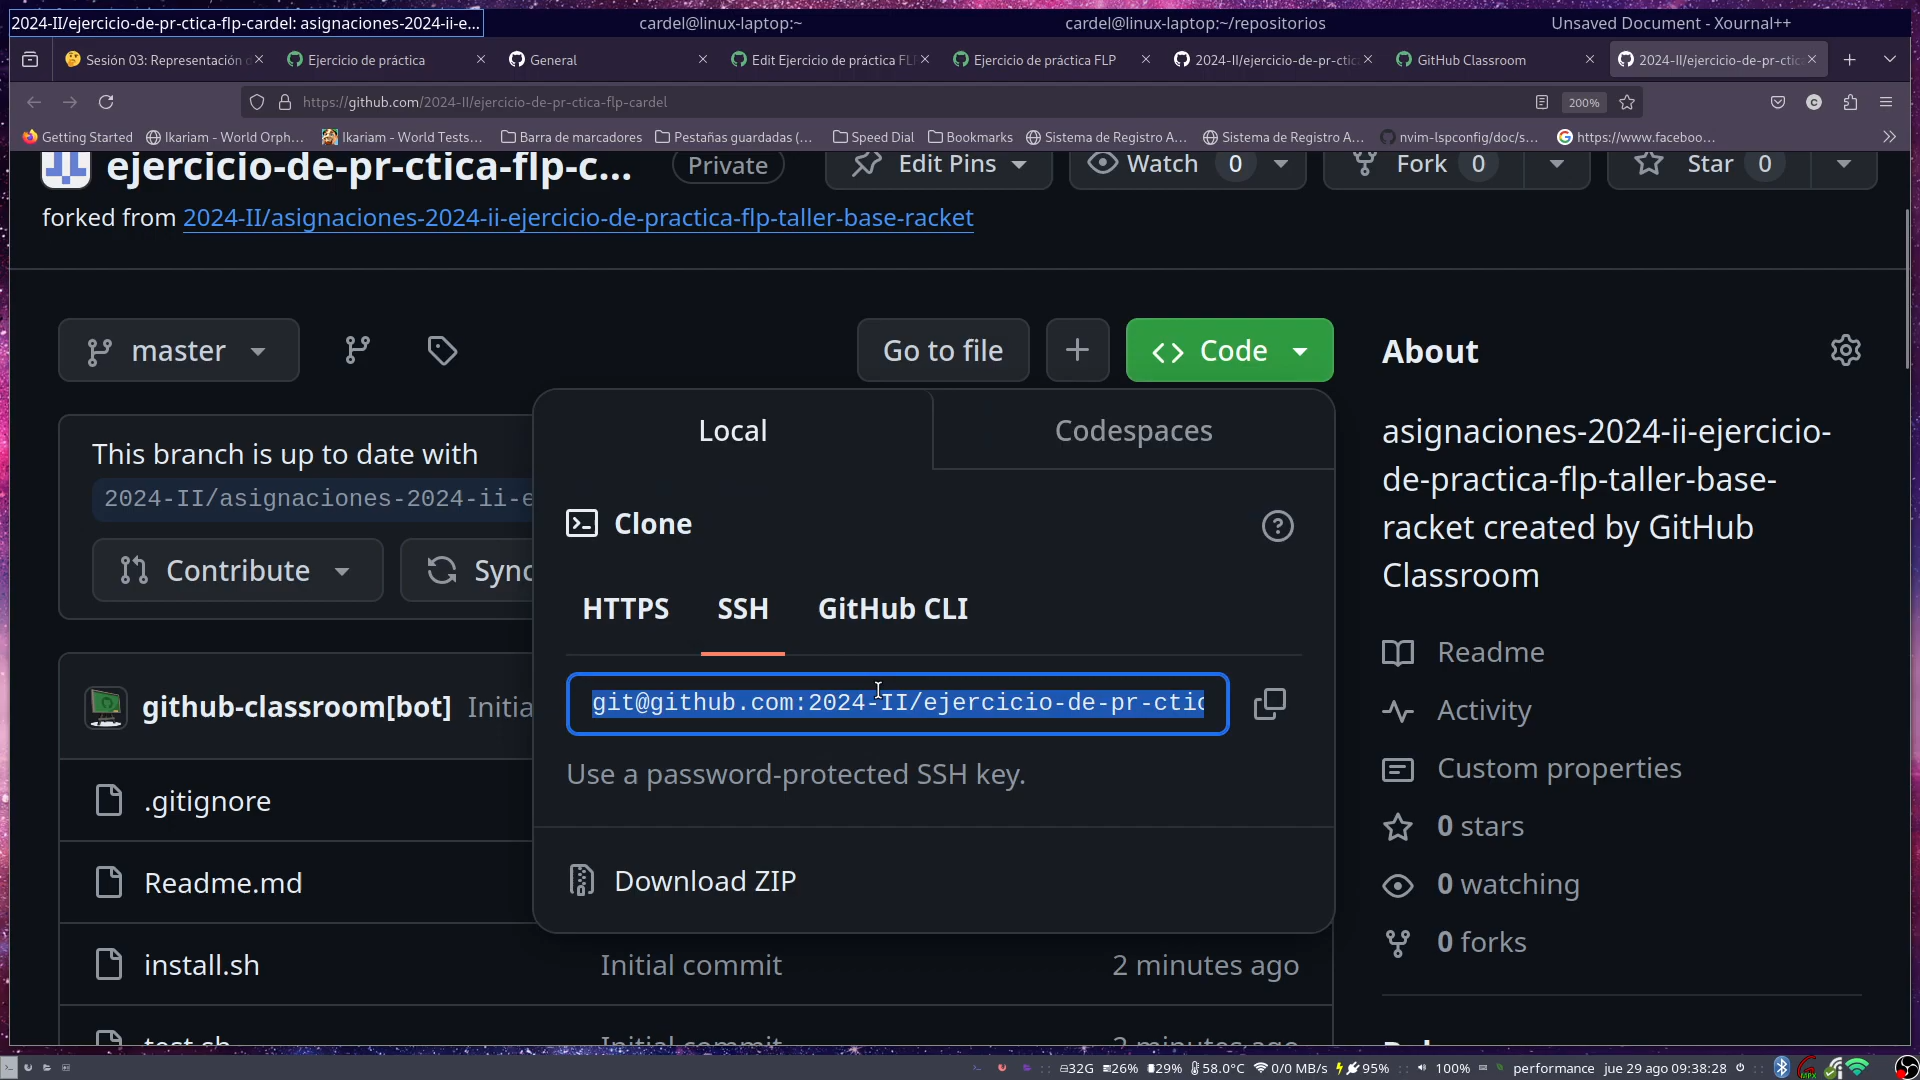 2024-II/ejercicio-de-pr-ctica-flp-cardel: asignaciones-2024-ii-e...
cardel@linux-laptop:~
cardel@linux-laptop:~/repositorios
Unsaved Document - Xournal++
Sesión 03: Representación
Ejercicio de práctica
General
Edit Ejercicio de práctica FL
Ejercicio de práctica FLP
2024-II/ejercicio-de-pr-ctic
GitHub Classroom
2024-II/ejercicio-de-pr-ctic
https://github.com/2024-II/ejercicio-de-pr-ctica-flp-cardel
200%
C
Getting Started
Ikariam - World Orph...
Ikariam - World Tests...
Barra de marcadores
Pestañas guardadas (...
Speed Dial
Bookmarks
Sistema de Registro A...
Sistema de Registro A...
nvim-lspconfig/doc/s...
https://www.faceboo...
ejercicio-de-pr-ctica-flp-c...
Private
Edit Pins
Watch 0
Fork 0
Star 0
forked from 2024-II/asignaciones-2024-ii-ejercicio-de-practica-flp-taller-base-racket
master
Go to file
Code
About
Local
Codespaces
asignaciones-2024-ii-ejercicio-
de-practica-flp-taller-base-
racket created by GitHub
Classroom
This branch is up to date with
2024-II/asignaciones-2024-ii-e
Contribute
Sync
Clone
HTTPS
SSH
GitHub CLI
git@github.com:2024-II/ejercicio-de-pr-ctic
Use a password-protected SSH key.
Download ZIP
Readme
Activity
Custom properties
0 stars
0 watching
0 forks
github-classroom[bot] Initia
.gitignore
Readme.md
install.sh
Initial commit
2 minutes ago
test.sh
Initial commit
2 minutes ago
32G
26%
29%
58.0°C
0/0 MB/s
95%
100%
performance
jue 29 ago 09:38:28